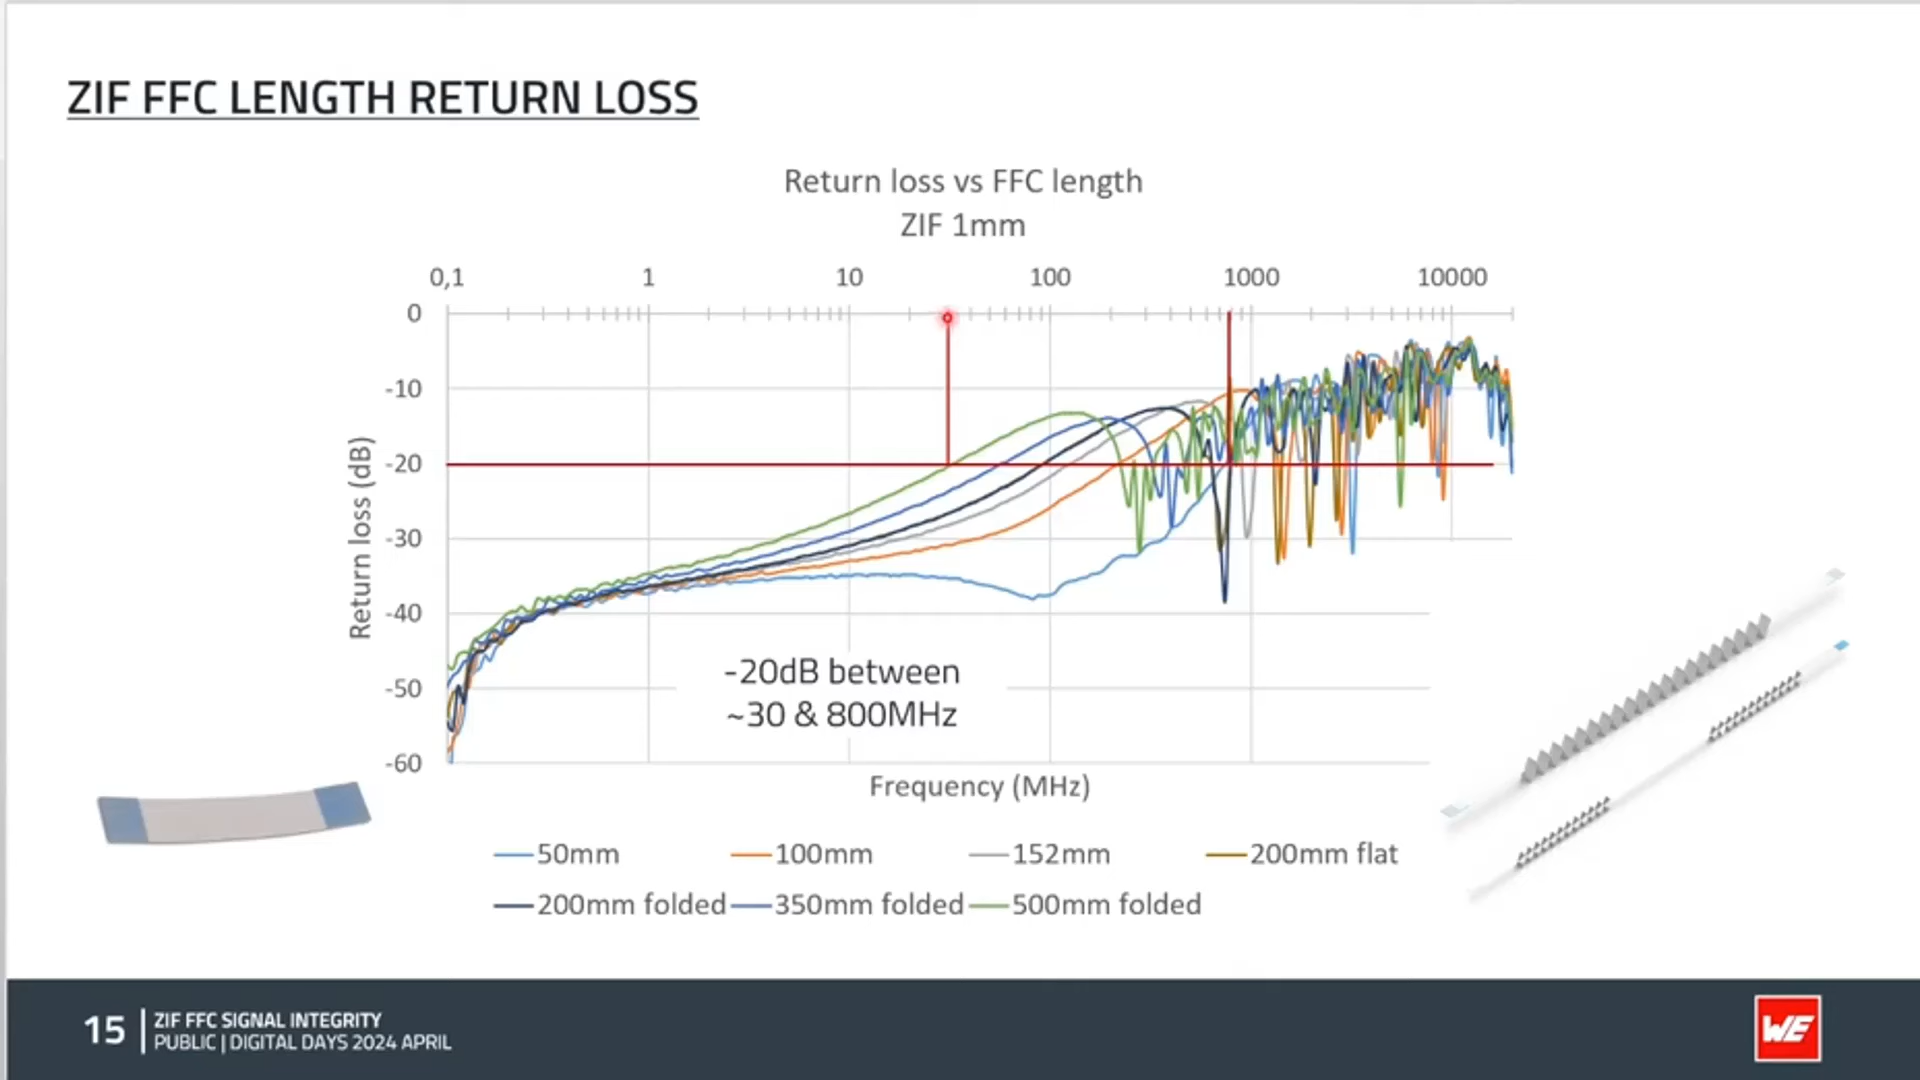 ZIF FFC LENGTH RETURN LOSS
Return loss vs FFC length
ZIF 1mm
0,1 1 10 100 1000 10000
0
-10
-20
-30
-40
-50
-60
Return loss (dB)
-20dB between
~30 & 800MHz
Frequency (MHz)
50mm 100mm 152mm 200mm flat
200mm folded 350mm folded 500mm folded
15
ZIF FFC SIGNAL INTEGRITY
PUBLIC | DIGITAL DAYS 2024 APRIL
WE